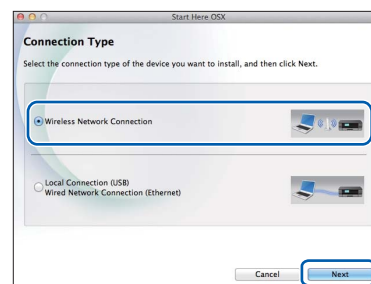 Start Here OSX
Connection Type
Select the connection type of the device you want to install, and then click Next.
Wireless Network Connection
Local Connection (USB)
Wired Network Connection (Ethernet)
Cancel
Next